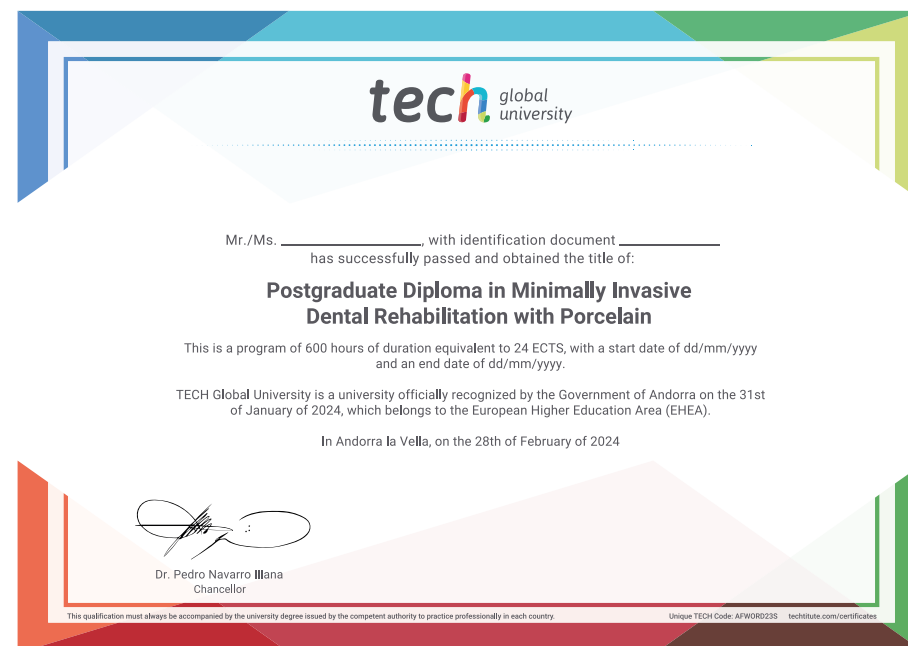 tech global
university
Mr./Ms. ____________, with identification document ____________
has successfully passed and obtained the title of:
Postgraduate Diploma in Minimally Invasive
Dental Rehabilitation with Porcelain
This is a program of 600 hours of duration equivalent to 24 ECTS, with a start date of dd/mm/yyyy
and an end date of dd/mm/yyyy.
TECH Global University is a university officially recognized by the Government of Andorra on the 31st
of January of 2024, which belongs to the European Higher Education Area (EHEA).
In Andorra la Vella, on the 28th of February of 2024
Dr. Pedro Navarro Illana
Chancellor
This qualification must always be accompanied by the university degree issued by the competent authority to practice professionally in each country. Unique TECH Code: AFWORD23S techtitute.com/certificates